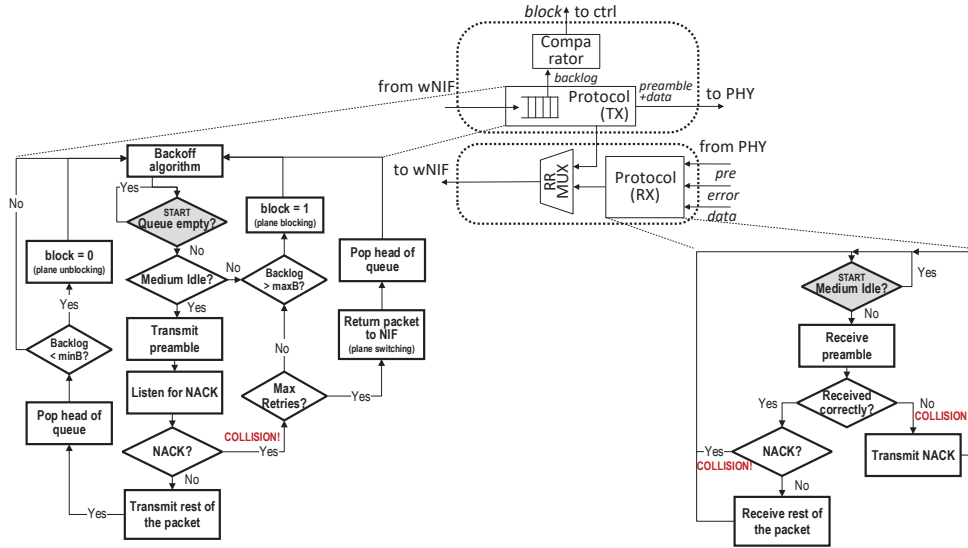 block to ctrl
Compa
rator
backlog
from wNIF
Protocol
(TX)
preamble
+data
to PHY
to wNIF
RR
MUX
Protocol
(RX)
from PHY
pre
error
data
Backoff
algorithm
No
Yes
START
Queue empty?
No
block = 1
(plane blocking)
block = 0
(plane unblocking)
Pop head of
queue
Medium Idle?
No
Backlog
> maxB?
Yes
Yes
Transmit
preamble
Return packet
to NIF
(plane switching)
Backlog
< minB?
No
Listen for NACK
Max
Retries?
Yes
Pop head of
queue
COLLISION!
NACK?
Yes
No
Yes
Transmit rest of
the packet
START
Medium Idle?
Yes
No
Receive
preamble
Yes
Received
correctly?
No
COLLISION!
NACK?
Yes
COLLISION!
Transmit NACK
No
Receive rest of
the packet